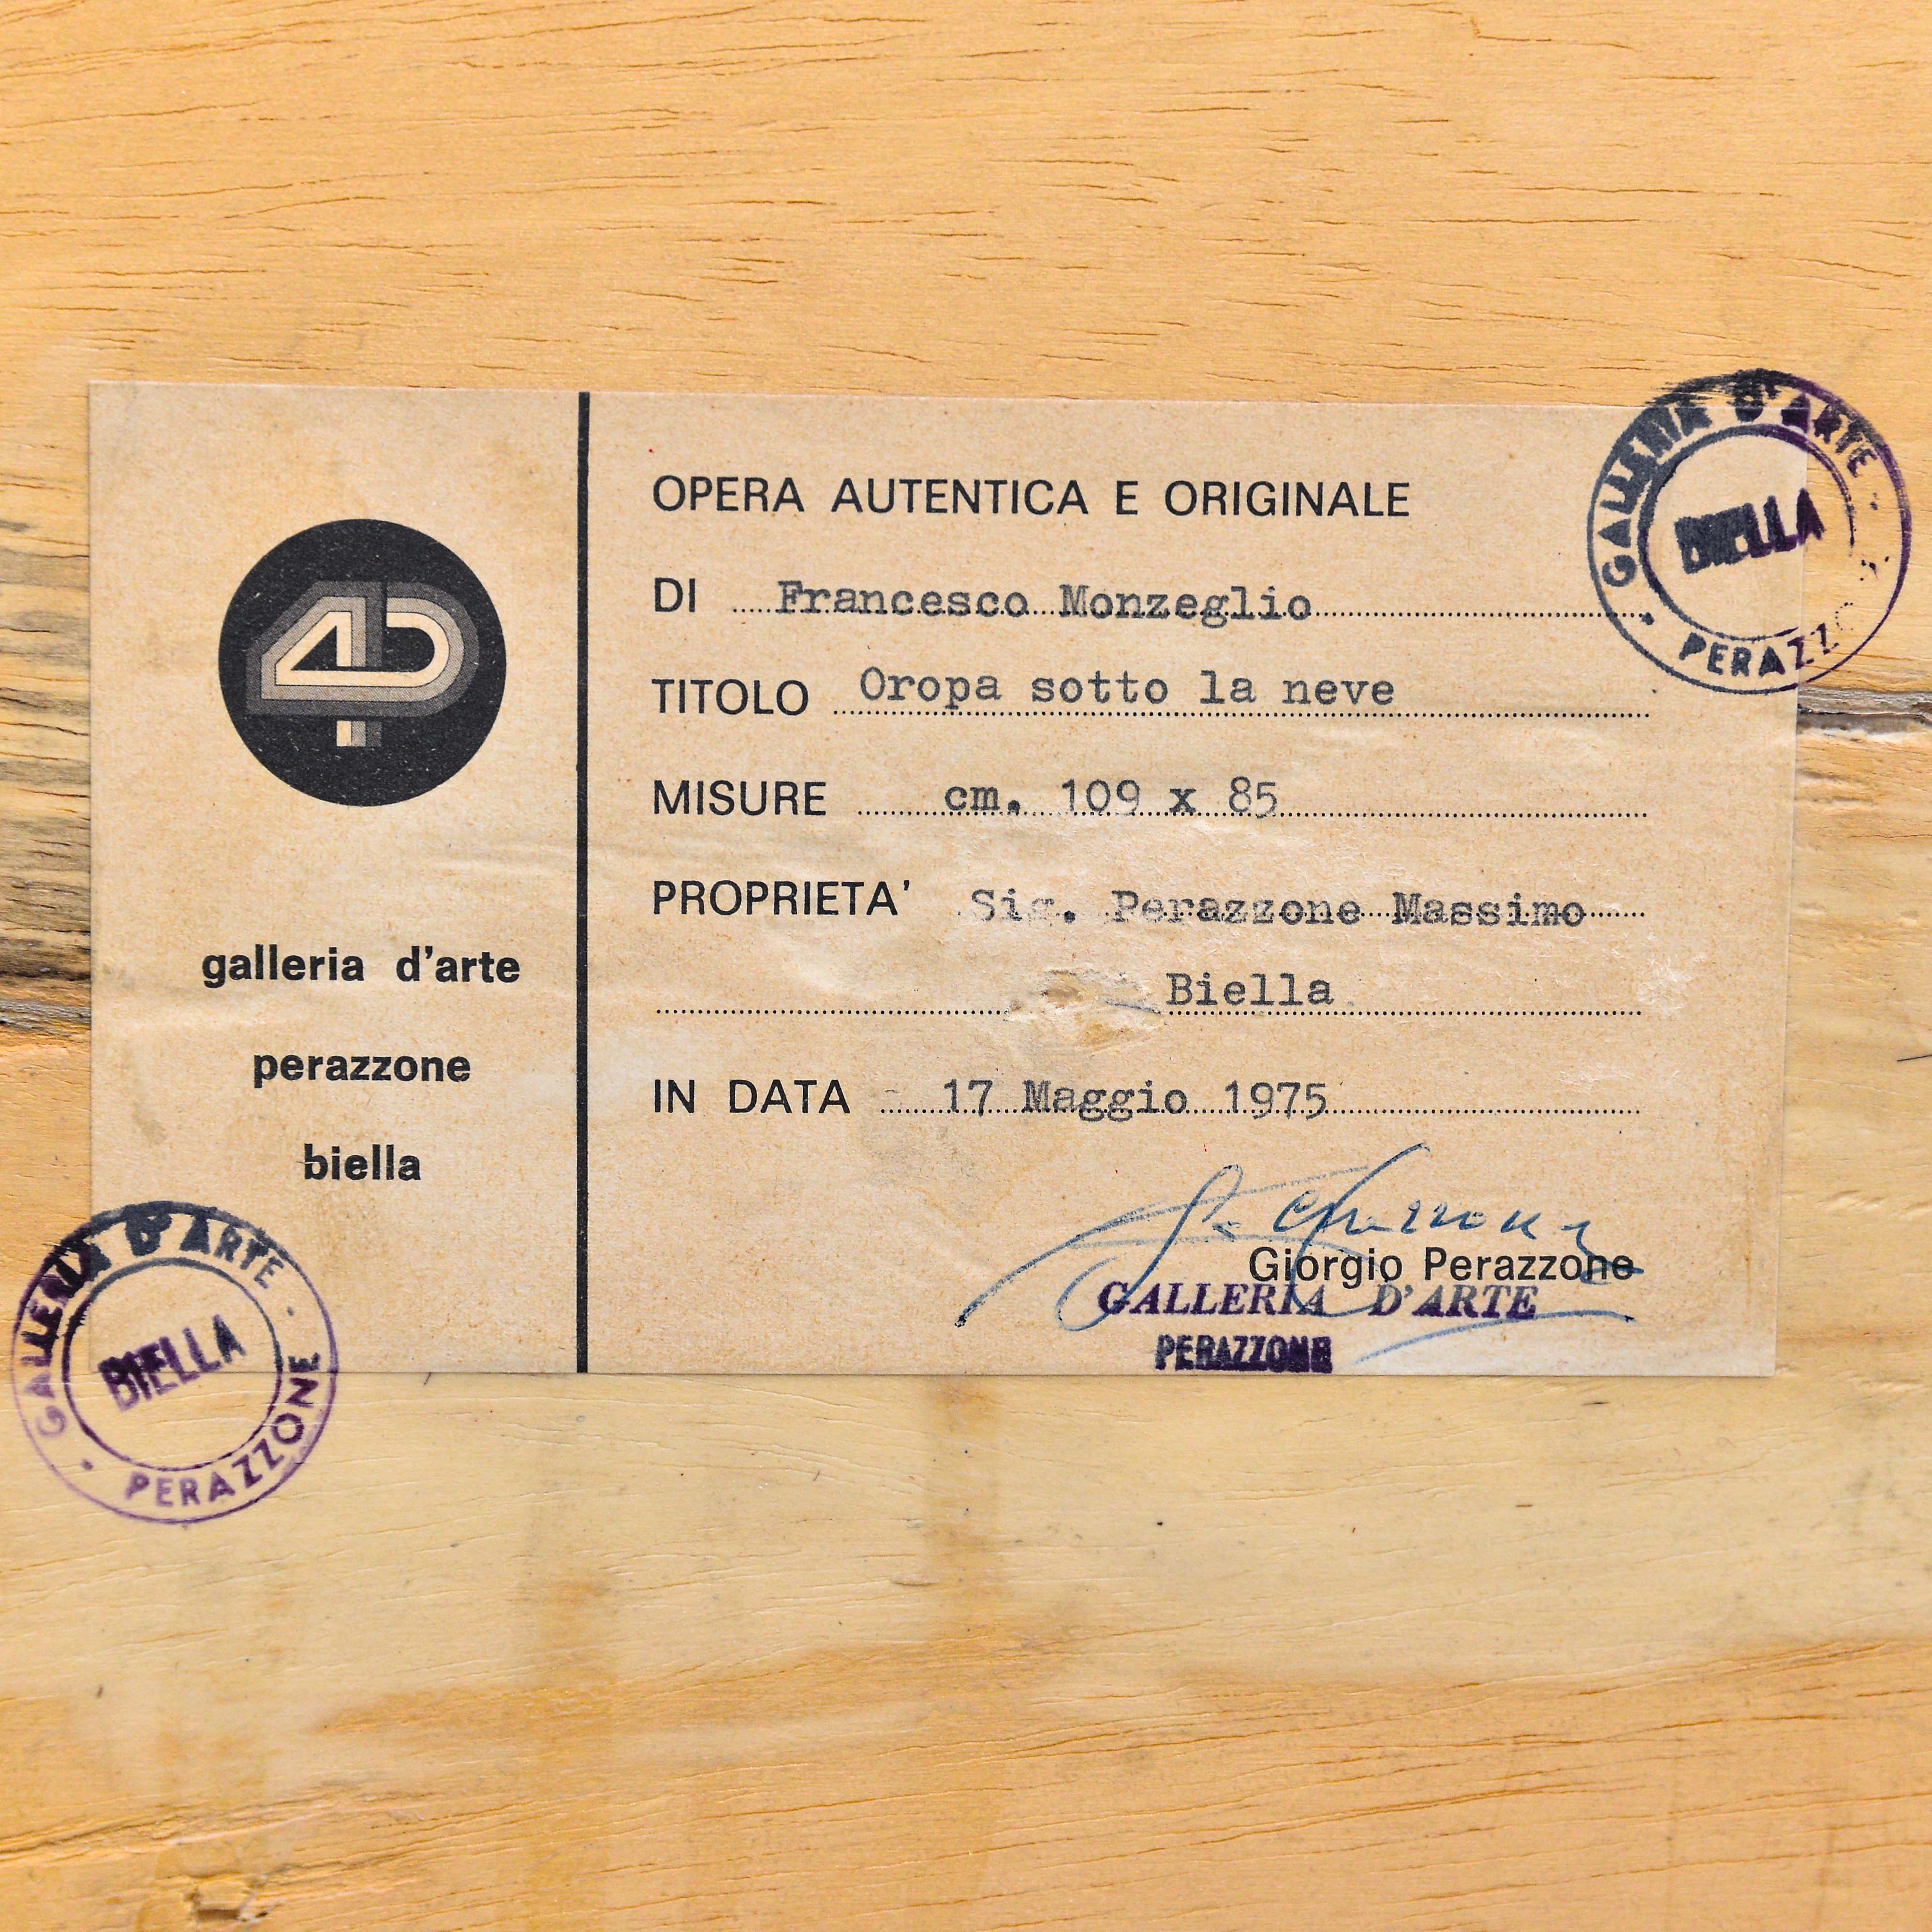 OPERA AUTENTICA E ORIGINALE
DI Francesco Monzeglio
TITOLO Oropa sotto la neve
MISURE cm. 109 x 85
PROPRIETA' Sig. Perazzone Massimo
Biella
IN DATA 17 Maggio 1975
Giorgio Perazzone
GALLERIA D'ARTE
PERAZZONE
galleria d'arte
perazzone
biella
GALLERIA D'ARTE
BIELLA
PERAZZO
GALLERIA D'ARTE
BIELLA
PERAZZONE